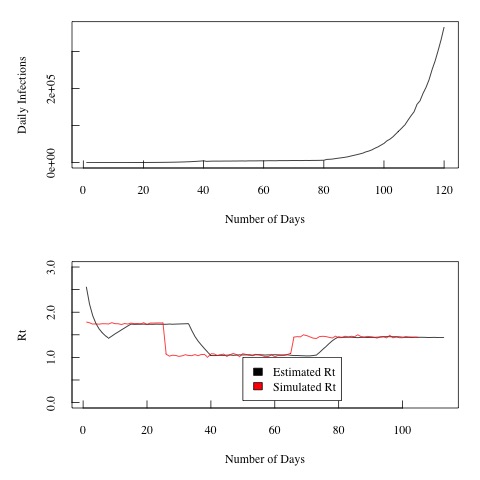 Daily Infections
2e+05
0e+00
0 20 40 60 80 100 120
Number of Days
Rt
3.0
2.0
1.0
0.0
Estimated Rt
Simulated Rt
0 20 40 60 80 100
Number of Days